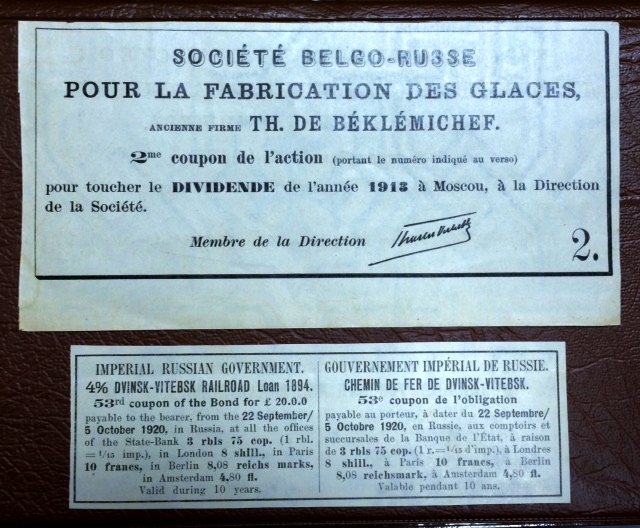 SOCIÉTÉ BELGO-RUSSE
POUR LA FABRICATION DES GLACES,
ANCIENNE FIRME TH. DE BÉKLÉMICHEF.
2me coupon de l'action (portant le numéro indiqué au verso)
pour toucher le DIVIDENDE de l'année 1913 à Moscou, à la Direction
de la Société.
Membre de la Direction
2.
IMPERIAL RUSSIAN GOVERNMENT.
4% DVINSK-VITEBSK RAILROAD Loan 1894.
53rd coupon of the Bond for £ 20.0.0
payable to the bearer, from the 22 September/
5 October 1920, in Russia, at all the offices
of the State-Bank 3 rbls 75 cop. (1 rbl.
= 1/15 imp.), in London 8 shill., in Paris
10 francs, in Berlin 8,08 reichs marks,
in Amsterdam 4,80 fl.
Valid during 10 years.
GOUVERNEMENT IMPÉRIAL DE RUSSIE.
CHEMIN DE FER DE DVINSK-VITEBSK.
53e coupon de l'obligation
payable au porteur, à dater du 22 Septembre/
5 Octobre 1920, en Russie, aux comptoirs et
succursales de la Banque de l'État, à raison
de 3 rbls 75 cop. (1 r.= 1/15 d'imp.), à Londres
8 shill., à Paris 10 francs, à Berlin
8,08 reichsmark, à Amsterdam 4,80 fl.
Valable pendant 10 ans.